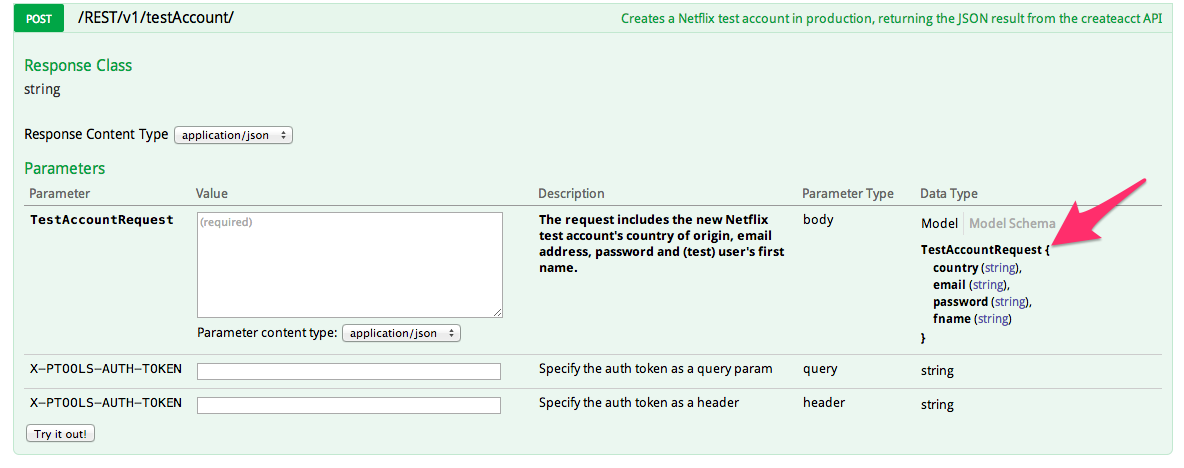 POST /REST/v1/testAccount/ Creates a Netflix test account in production, returning the JSON result from the createacct API
Response Class
string
Response Content Type application/json
Parameters
Parameter Value Description Parameter Type Data Type
TestAccountRequest (required) The request includes the new Netflix body Model Model Schema
test account's country of origin, email
address, password and (test) user's first
name.
TestAccountRequest {
country (string),
email (string),
password (string),
fname (string)
}
Parameter content type: application/json
X-PTOOLS-AUTH-TOKEN Specify the auth token as a query param query string
X-PTOOLS-AUTH-TOKEN Specify the auth token as a header header string
Try it out!